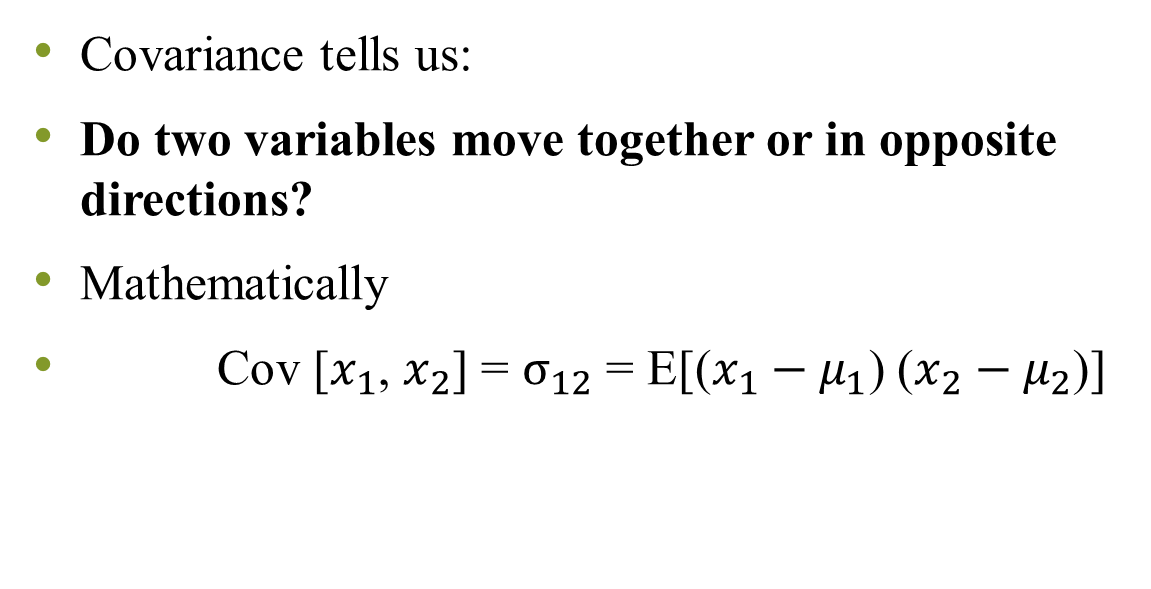 • Covariance tells us:
• Do two variables move together or in opposite
directions?
• Mathematically
• Cov [𝑥₁, 𝑥₂] = σ₁₂ = E[(𝑥₁ − 𝜇₁) (𝑥₂ − 𝜇₂)]